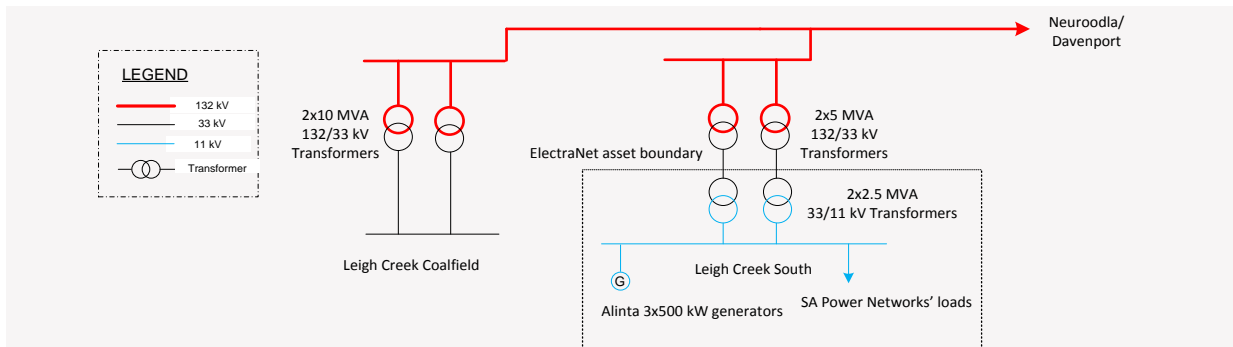 Neuroodla/
Davenport
LEGEND
132 kV
33 kV
11 kV
Transformer
2x10 MVA
132/33 kV
Transformers
2x5 MVA
132/33 kV
Transformers
ElectraNet asset boundary
2x2.5 MVA
33/11 kV Transformers
Leigh Creek Coalfield
Leigh Creek South
G
Alinta 3x500 kW generators
SA Power Networks’ loads